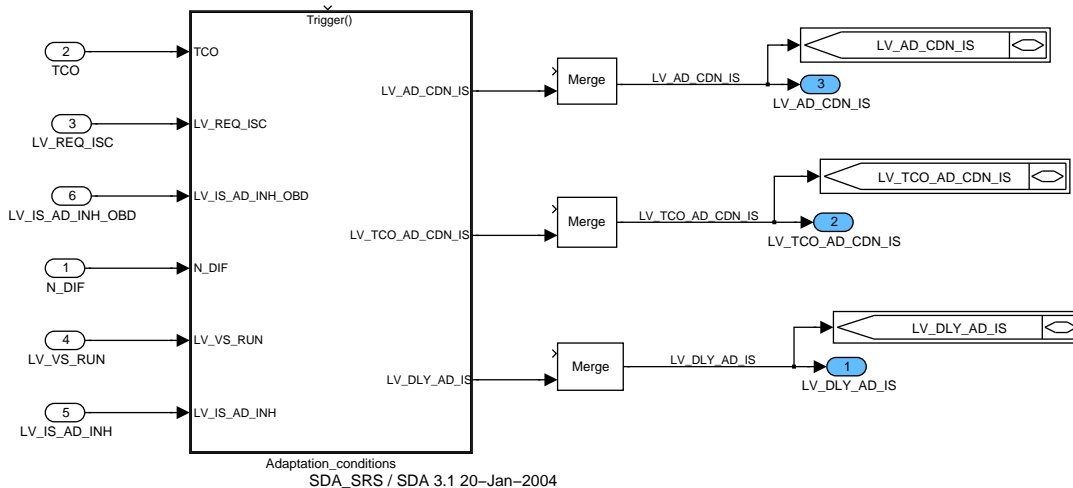 Trigger()
2
TCO
TCO
3
LV_REQ_ISC
LV_REQ_ISC
6
LV_IS_AD_INH_OBD
LV_IS_AD_INH_OBD
1
N_DIF
N_DIF
4
LV_VS_RUN
LV_VS_RUN
5
LV_IS_AD_INH
LV_IS_AD_INH
LV_AD_CDN_IS
Merge
LV_AD_CDN_IS
LV_AD_CDN_IS
3
LV_AD_CDN_IS
LV_TCO_AD_CDN_IS
Merge
LV_TCO_AD_CDN_IS
LV_TCO_AD_CDN_IS
2
LV_TCO_AD_CDN_IS
LV_DLY_AD_IS
Merge
LV_DLY_AD_IS
LV_DLY_AD_IS
1
LV_DLY_AD_IS
Adaptation_conditions
SDA_SRS / SDA 3.1 20−Jan−2004